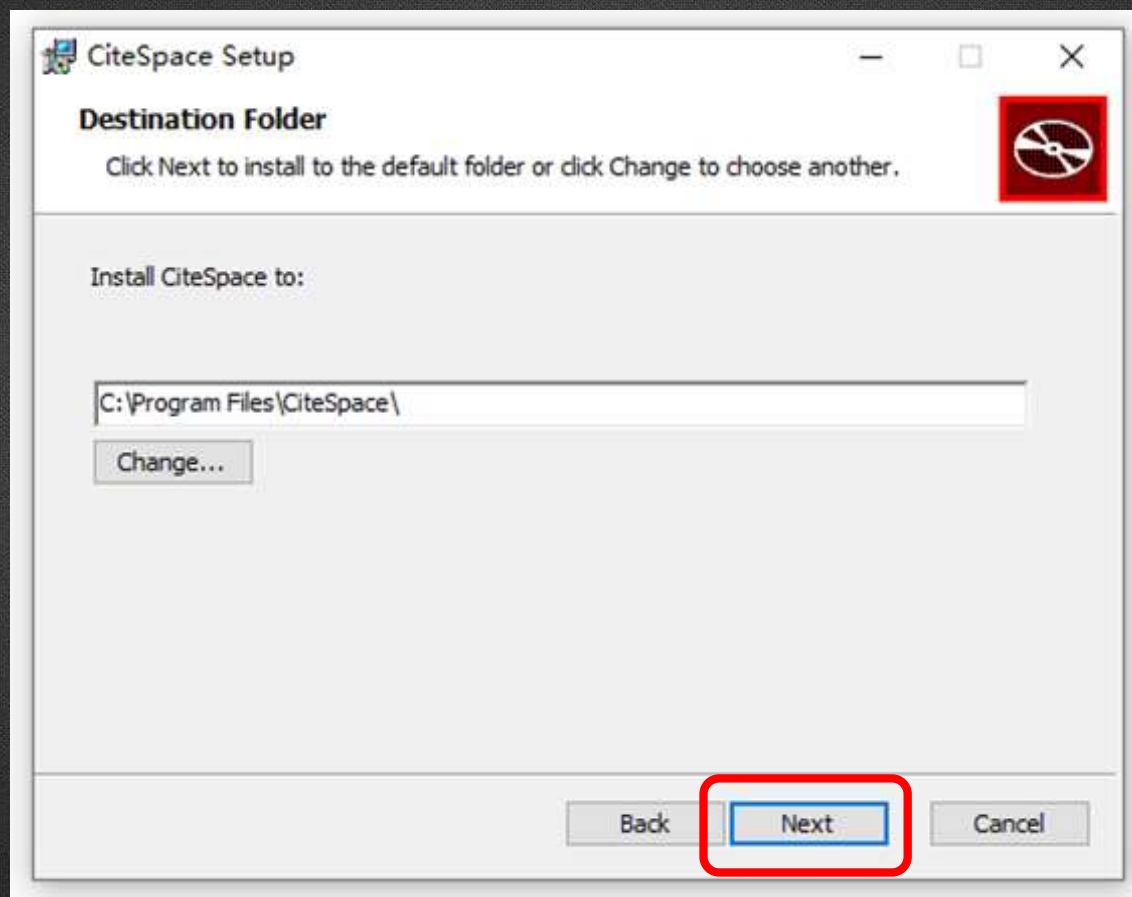 CiteSpace Setup
Destination Folder
Click Next to install to the default folder or click Change to choose another.
Install CiteSpace to:
C:\Program Files\CiteSpace\
Change...
Back
Next
Cancel